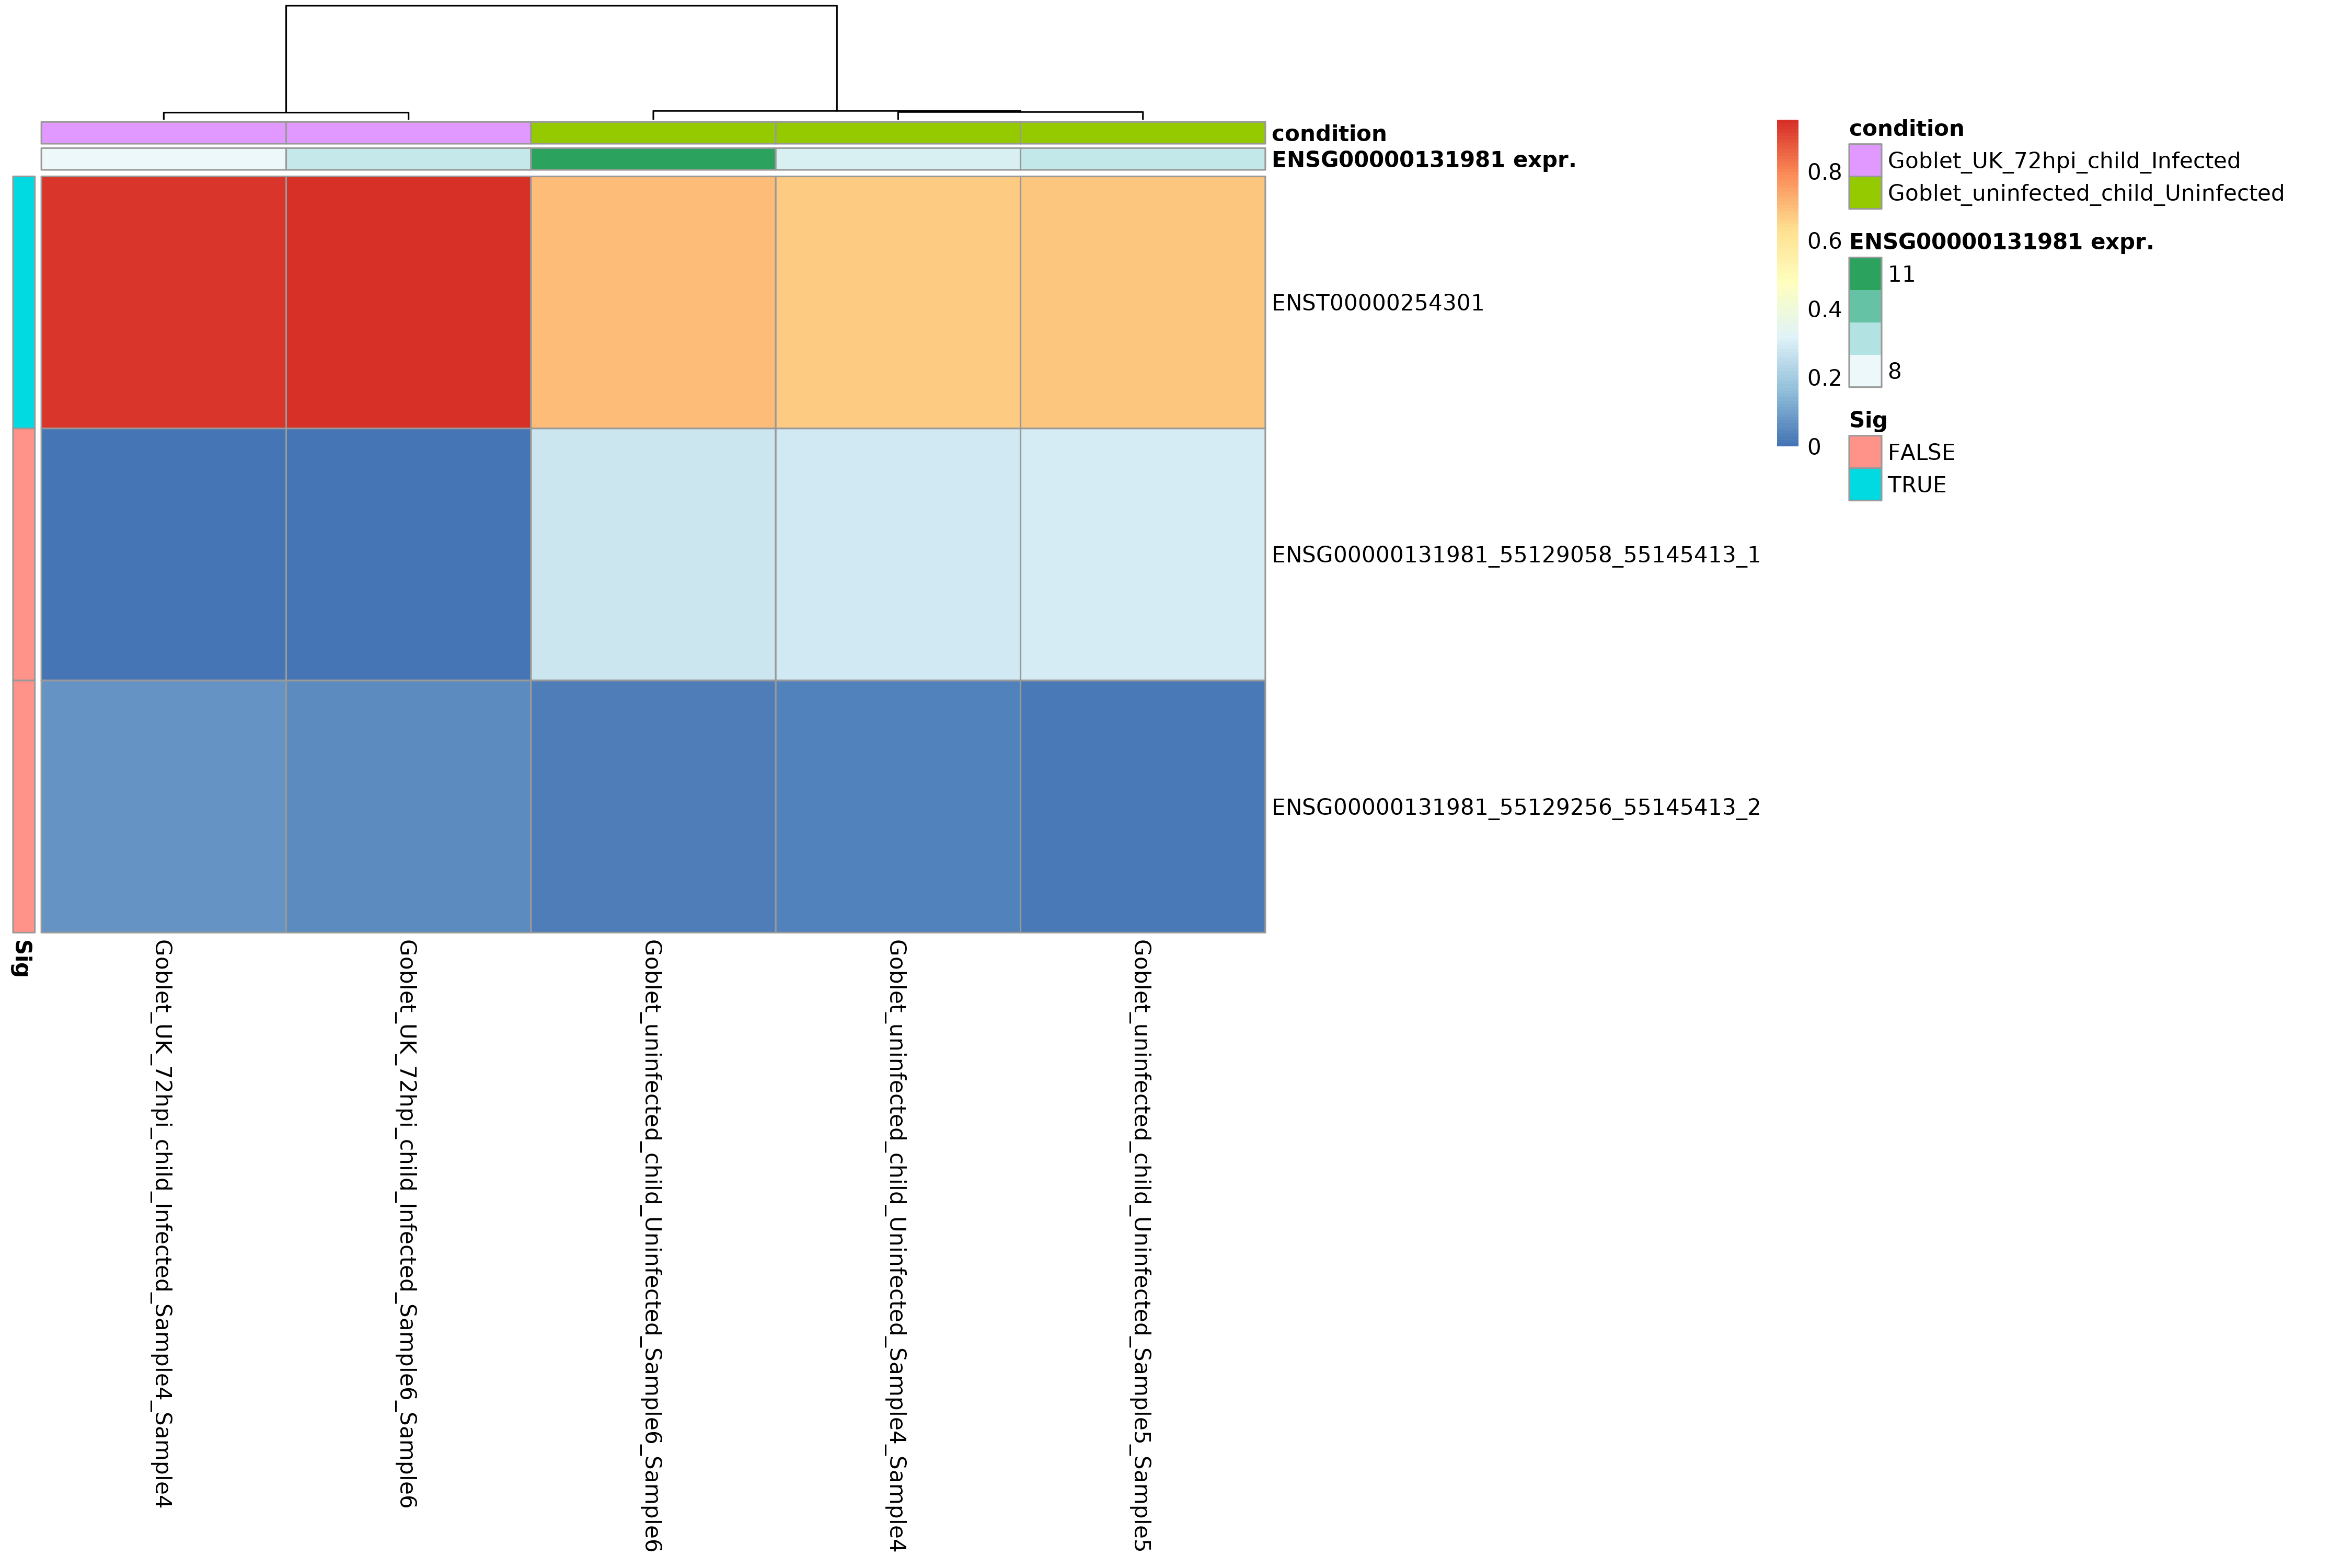 condition
ENSG00000131981 expr.
ENST00000254301
ENSG00000131981_55129058_55145413_1
ENSG00000131981_55129256_55145413_2
Sig
Goblet_UK_72hpi_child_Infected_Sample4_Sample4
Goblet_UK_72hpi_child_Infected_Sample6_Sample6
Goblet_uninfected_child_Uninfected_Sample6_Sample6
Goblet_uninfected_child_Uninfected_Sample4_Sample4
Goblet_uninfected_child_Uninfected_Sample5_Sample5
0.8
0.6
0.4
0.2
0
condition
Goblet_UK_72hpi_child_Infected
Goblet_uninfected_child_Uninfected
ENSG00000131981 expr.
11
8
Sig
FALSE
TRUE